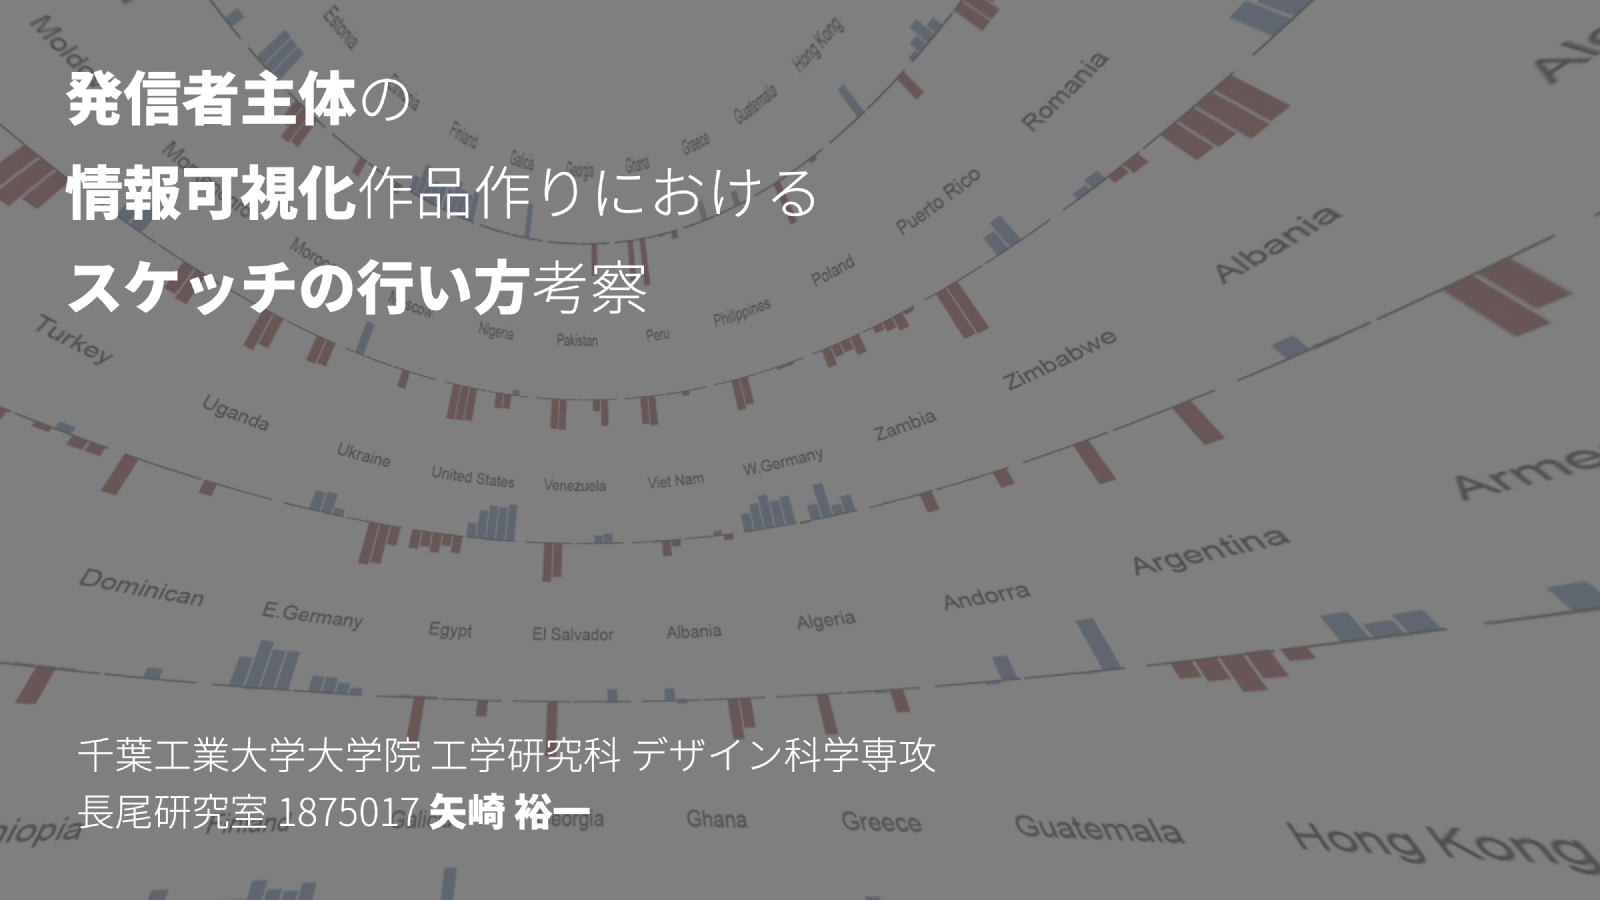 発信者主体の
情報可視化作品作りにおける
スケッチの行い方考察
Estonia
Hong Kong
Finland
Galicia
Georgia
Ghana
Greece
Guatemala
Romania
Puerto Rico
Albania
Nigeria
Pakistan
Peru
Philippines
Poland
Turkey
Uganda
Ukraine
United States
Venezuela
Viet Nam
W.Germany
Zambia
Zimbabwe
Dominican
E.Germany
Egypt
El Salvador
Albania
Algeria
Andorra
Argentina
千葉工業大学大学院 工学研究科 デザイン科学専攻
長尾研究室 1875017 矢崎 裕一
Finland
Ghana
Greece
Guatemala
Hong Kong